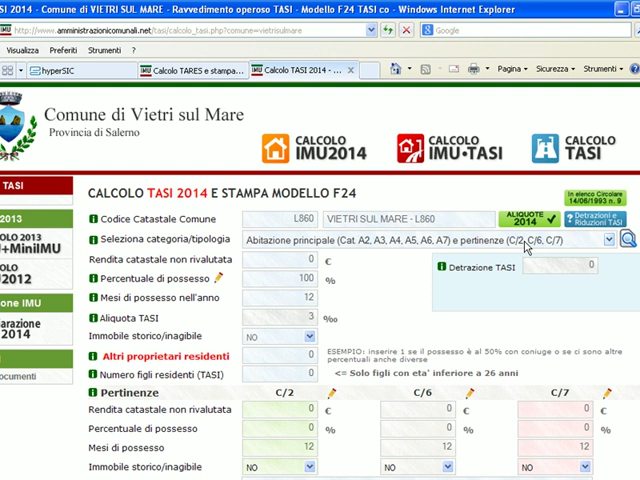 SI 2014 - Comune di VIETRI SUL MARE - Ravvedimento operoso TASI - Modello F24 TASI co - Windows Internet Explorer
http://www.amministrazionicomunali.net/tasi/calcolo_tasi.php?comune=vietrisulmare
Google
Visualizza Preferiti Strumenti ?
hyperSIC
Calcolo TARES e stampa...
Calcolo TASI 2014 - ...
Pagina
Sicurezza
Strumenti
Comune di Vietri sul Mare
Provincia di Salerno
CALCOLO IMU2014
CALCOLO IMU•TASI
CALCOLO TASI
TASI
CALCOLO TASI 2014 E STAMPA MODELLO F24
In elenco Circolare 14/06/1993 n. 9
2013
Codice Catastale Comune L860 VIETRI SUL MARE - L860 ALIQUOTE 2014 Detrazioni e Riduzioni TASI
OLO 2013
U+MiniIMU
Seleziona categoria/tipologia Abitazione principale (Cat A2, A3, A4, A5, A6, A7) e pertinenze (C/2, C/6, C/7)
OLO
U2012
Rendita catastale non rivalutata 0 €
Detrazione TASI 0
Percentuale di possesso 100 %
Mesi di possesso nell'anno 12
one IMU
Aliquota TASI 3 ‰
arazione
2014
Immobile storico/inagibile NO
Altri proprietari residenti 0 ESEMPIO: inserire 1 se il possesso è al 50% con coniuge o se ci sono altre percentuali anche diverse
I
ocumenti
Numero figli residenti (TASI) 0 <= Solo figli con eta' inferiore a 26 anni
Pertinenze C/2 C/6 C/7
Rendita catastale non rivalutata 0 € 0 € 0 €
Percentuale di possesso 0 % 0 % 0 %
Mesi di possesso 12 12 12
Immobile storico/inagibile NO NO NO